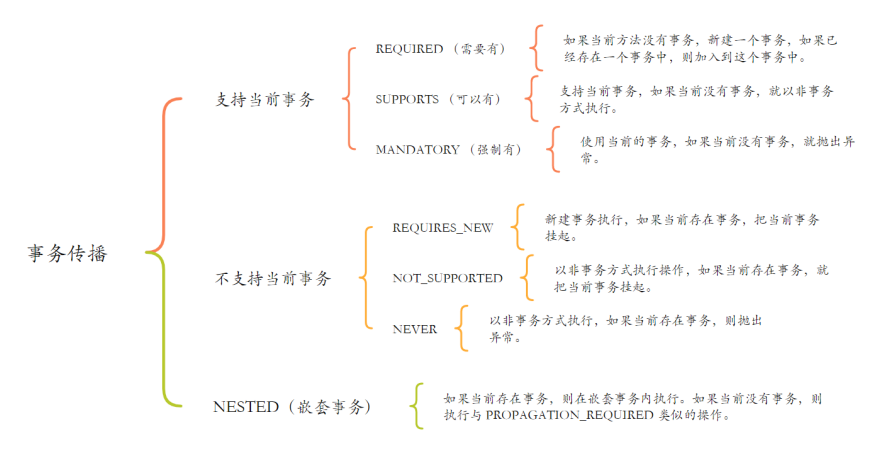 事务传播
支持当前事务
REQUIRED（需要有）
如果当前方法没有事务，新建一个事务，如果已
经存在一个事务中，则加入到这个事务中。
SUPPORTS（可以有）
支持当前事务，如果当前没有事务，就以非事务
方式执行。
MANDATORY（强制有）
使用当前的事务，如果当前没有事务，就抛出异
常。
不支持当前事务
REQUIRES_NEW
新建事务执行，如果当前存在事务，把当前事务
挂起。
NOT_SUPPORTED
以非事务方式执行操作，如果当前存在事务，就
把当前事务挂起。
NEVER
以非事务方式执行，如果当前存在事务，则抛出
异常。
NESTED（嵌套事务）
如果当前存在事务，则在嵌套事务内执行。如果当前没有事务，则
执行与 PROPAGATION_REQUIRED 类似的操作。